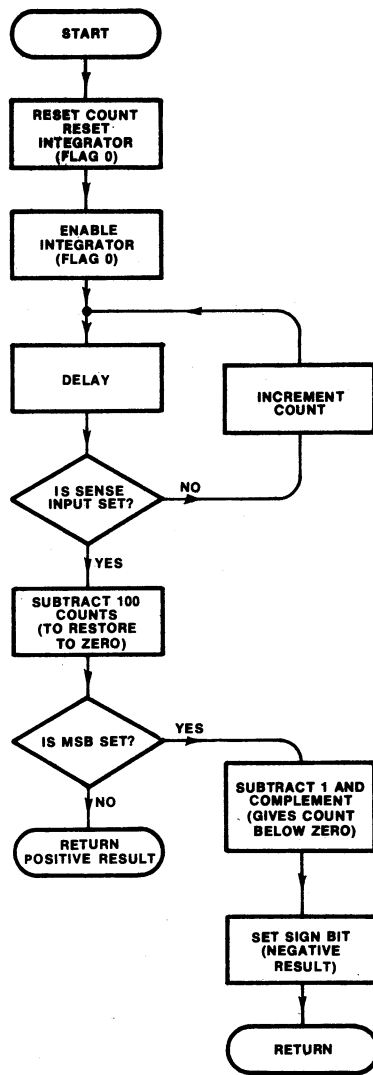 START
RESET COUNT
RESET
INTEGRATOR
(FLAG 0)
ENABLE
INTEGRATOR
(FLAG 0)
DELAY
INCREMENT
COUNT
IS SENSE
INPUT SET?
NO
YES
SUBTRACT 100
COUNTS
(TO RESTORE
TO ZERO)
IS MSB SET?
YES
NO
RETURN
POSITIVE RESULT
SUBTRACT 1 AND
COMPLEMENT
(GIVES COUNT
BELOW ZERO)
SET SIGN BIT
(NEGATIVE
RESULT)
RETURN